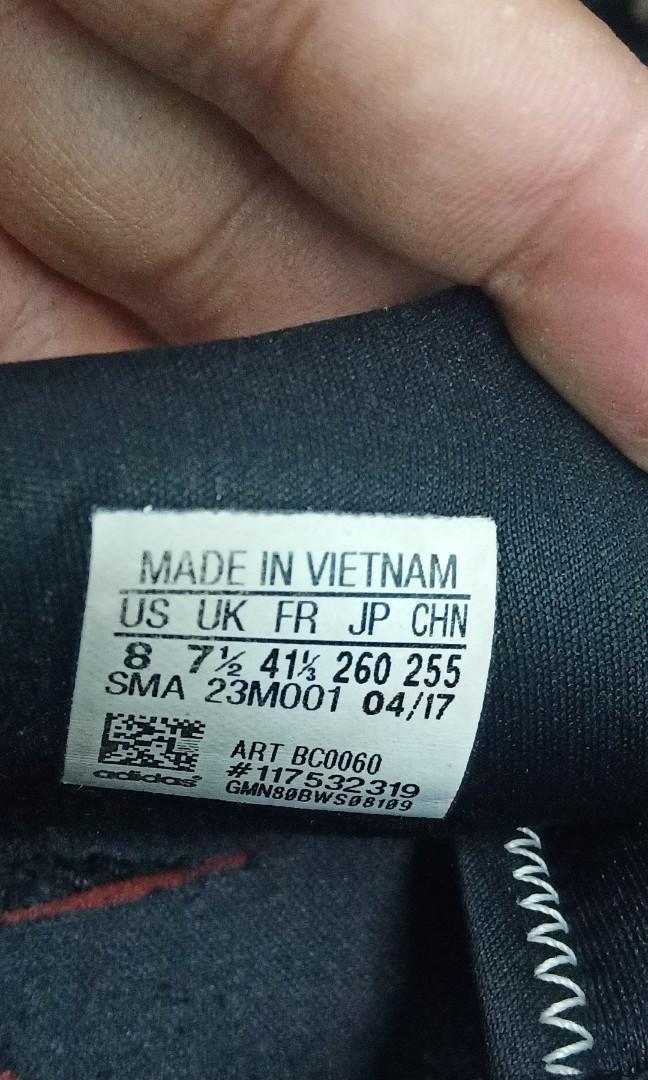 MADE IN VIETNAM
US UK FR JP CHN
8 7½ 41⅓ 260 255
SMA 23M001 04/17
ART BC0060
adidas #117532319
GMN80BWS08109